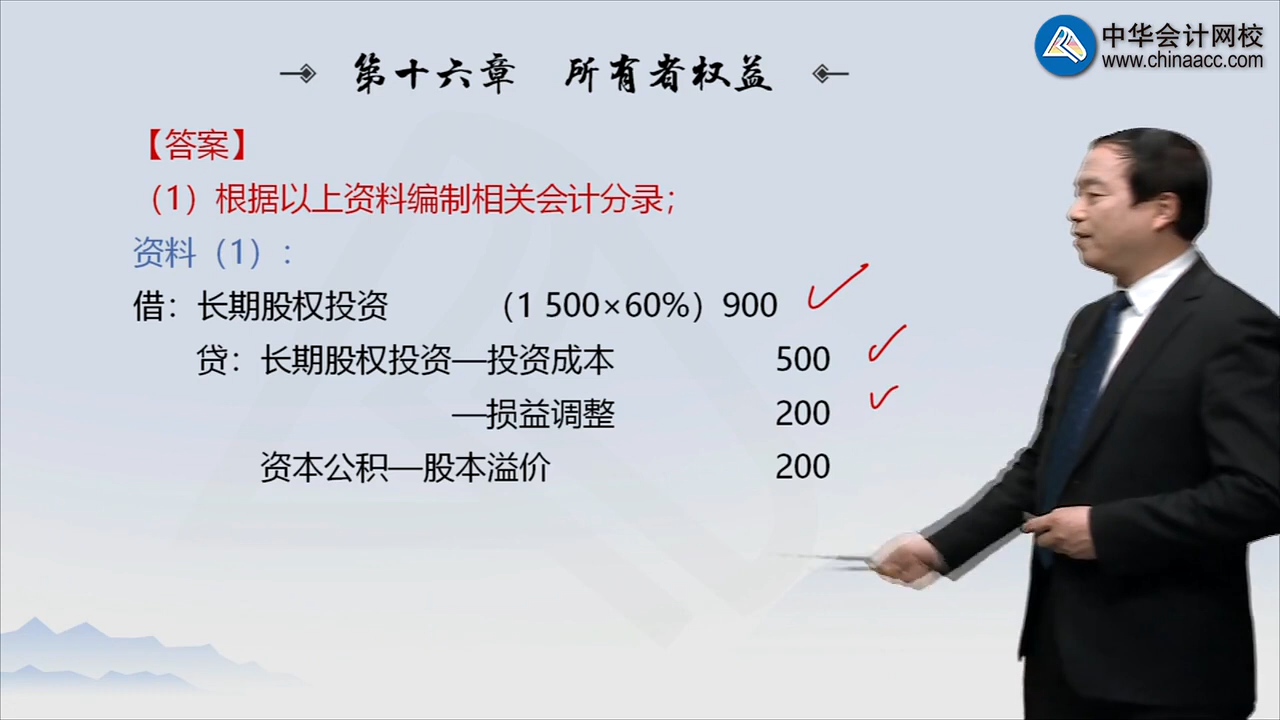 中华会计网校
www.chinaacc.com
第十六章 所有者权益
【答案】
（1）根据以上资料编制相关会计分录；
资料（1）：
借：长期股权投资 （1 500×60%）900
贷：长期股权投资—投资成本 500
—损益调整 200
资本公积—股本溢价 200